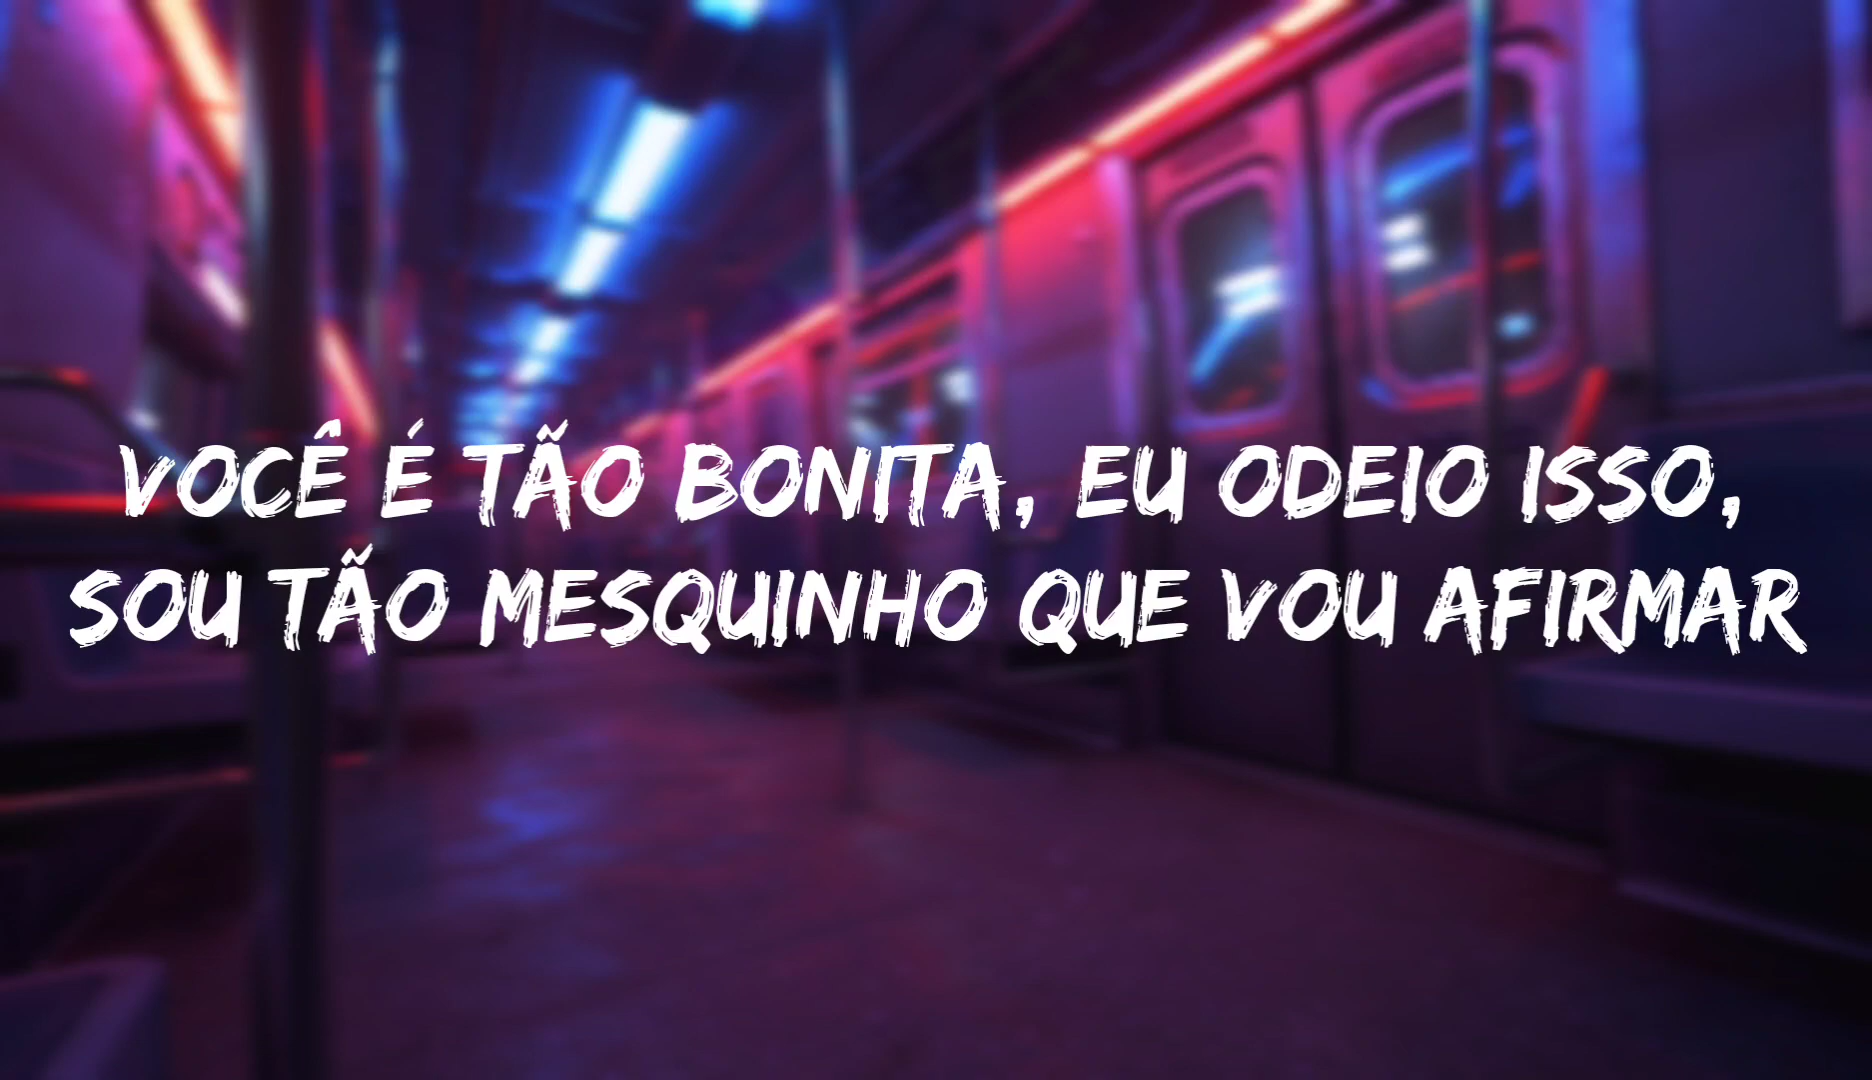 VOCÊ É TÃO BONITA, EU ODEIO ISSO,
SOU TÃO MESQUINHO QUE VOU AFIRMAR